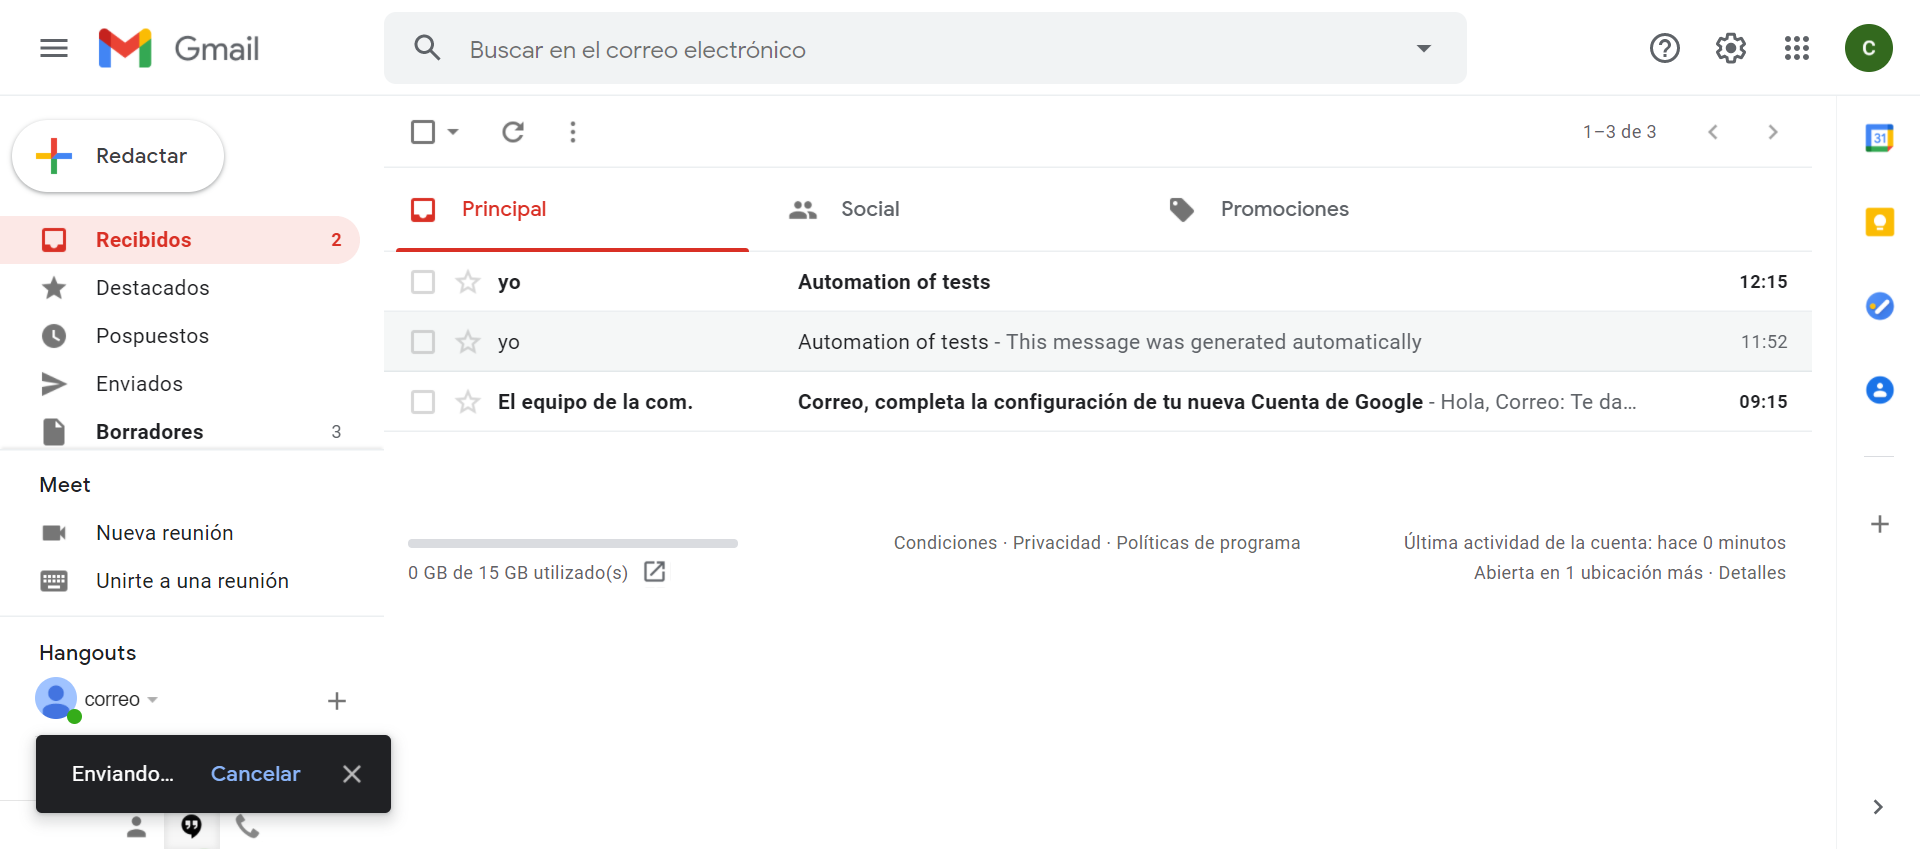 Gmail
Buscar en el correo electrónico
C
Redactar
1–3 de 3
31
Principal
Social
Promociones
Recibidos 2
Destacados
Pospuestos
Enviados
Borradores 3
yo Automation of tests 12:15
yo Automation of tests - This message was generated automatically 11:52
El equipo de la com. Correo, completa la configuración de tu nueva Cuenta de Google - Hola, Correo: Te da… 09:15
Meet
Nueva reunión
Unirte a una reunión
0 GB de 15 GB utilizado(s)
Condiciones · Privacidad · Políticas de programa
Última actividad de la cuenta: hace 0 minutos
Abierta en 1 ubicación más · Detalles
Hangouts
correo
Enviando... Cancelar